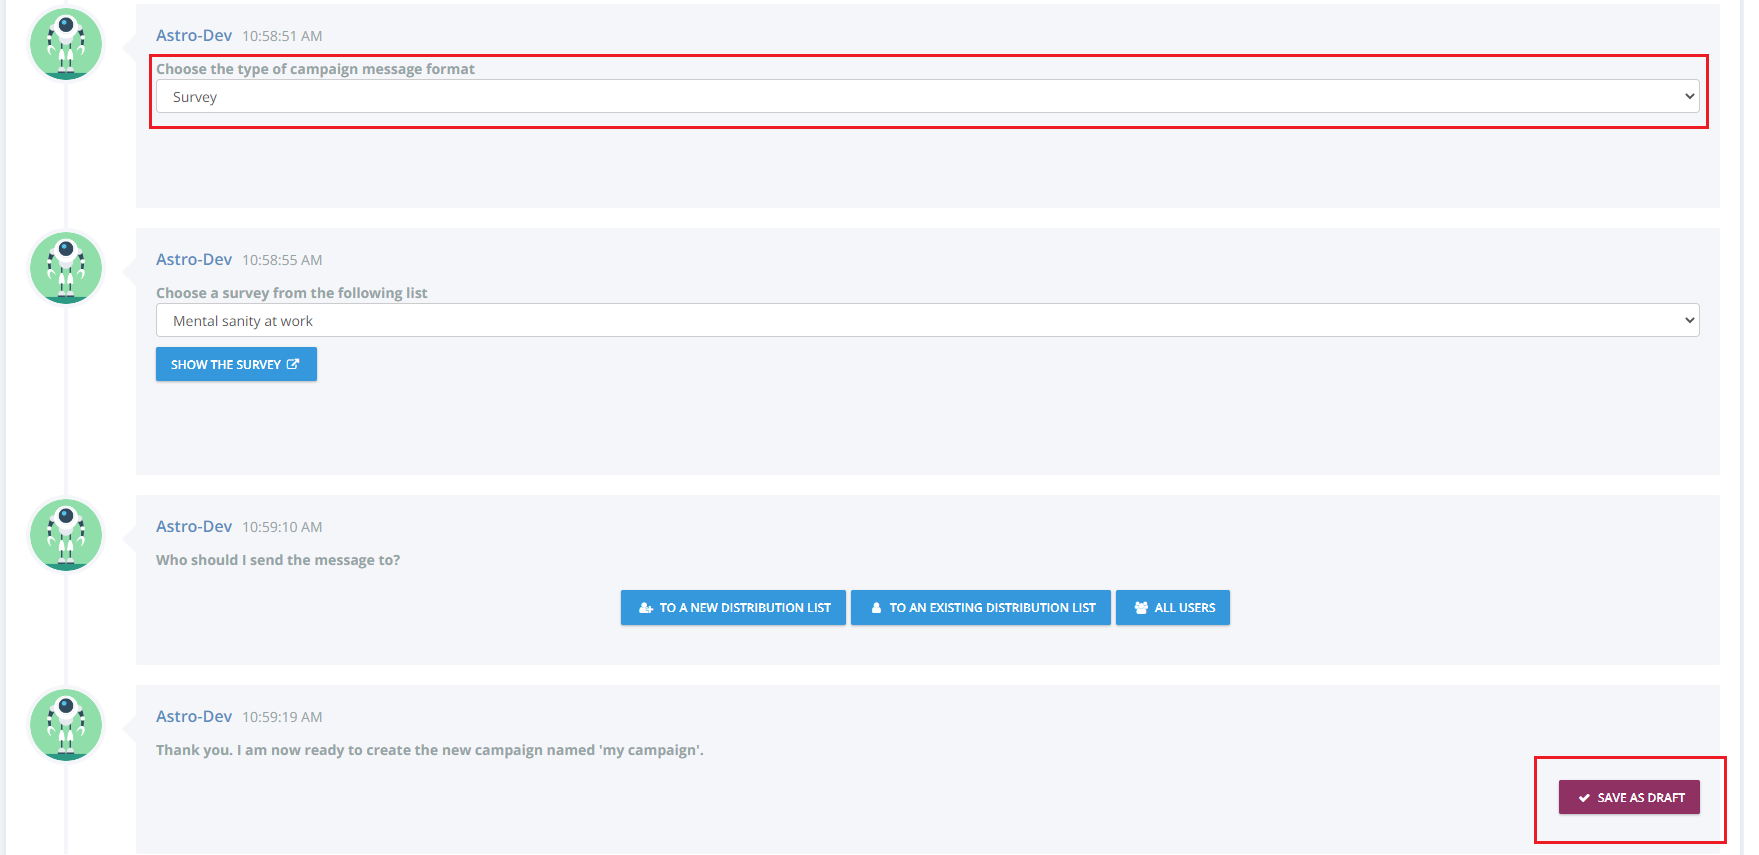 Astro-Dev 10:58:51 AM
Choose the type of campaign message format
Survey
Astro-Dev 10:58:55 AM
Choose a survey from the following list
Mental sanity at work
SHOW THE SURVEY
Astro-Dev 10:59:10 AM
Who should I send the message to?
TO A NEW DISTRIBUTION LIST TO AN EXISTING DISTRIBUTION LIST ALL USERS
Astro-Dev 10:59:19 AM
Thank you. I am now ready to create the new campaign named 'my campaign'.
SAVE AS DRAFT